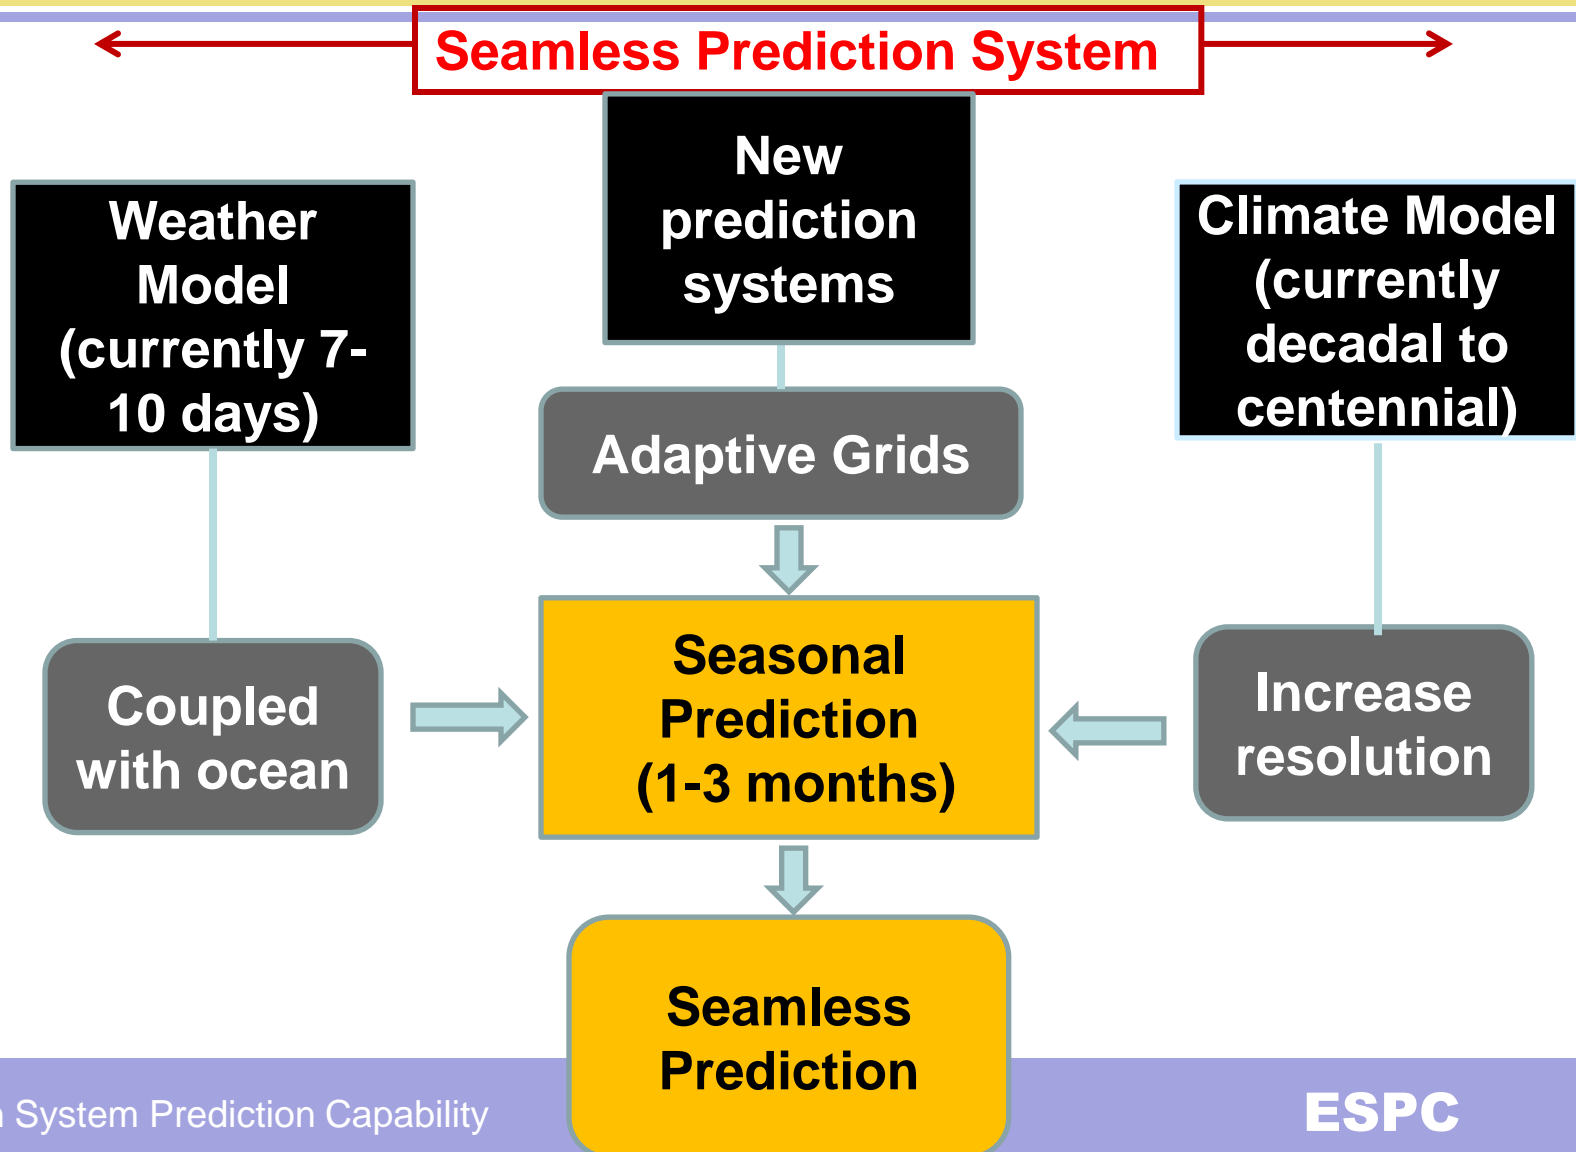 Seamless Prediction System
New
prediction
systems
Weather
Model
(currently 7-
10 days)
Climate Model
(currently
decadal to
centennial)
Adaptive Grids
Coupled
with ocean
Seasonal
Prediction
(1-3 months)
Increase
resolution
Seamless
Prediction
System Prediction Capability
ESPC